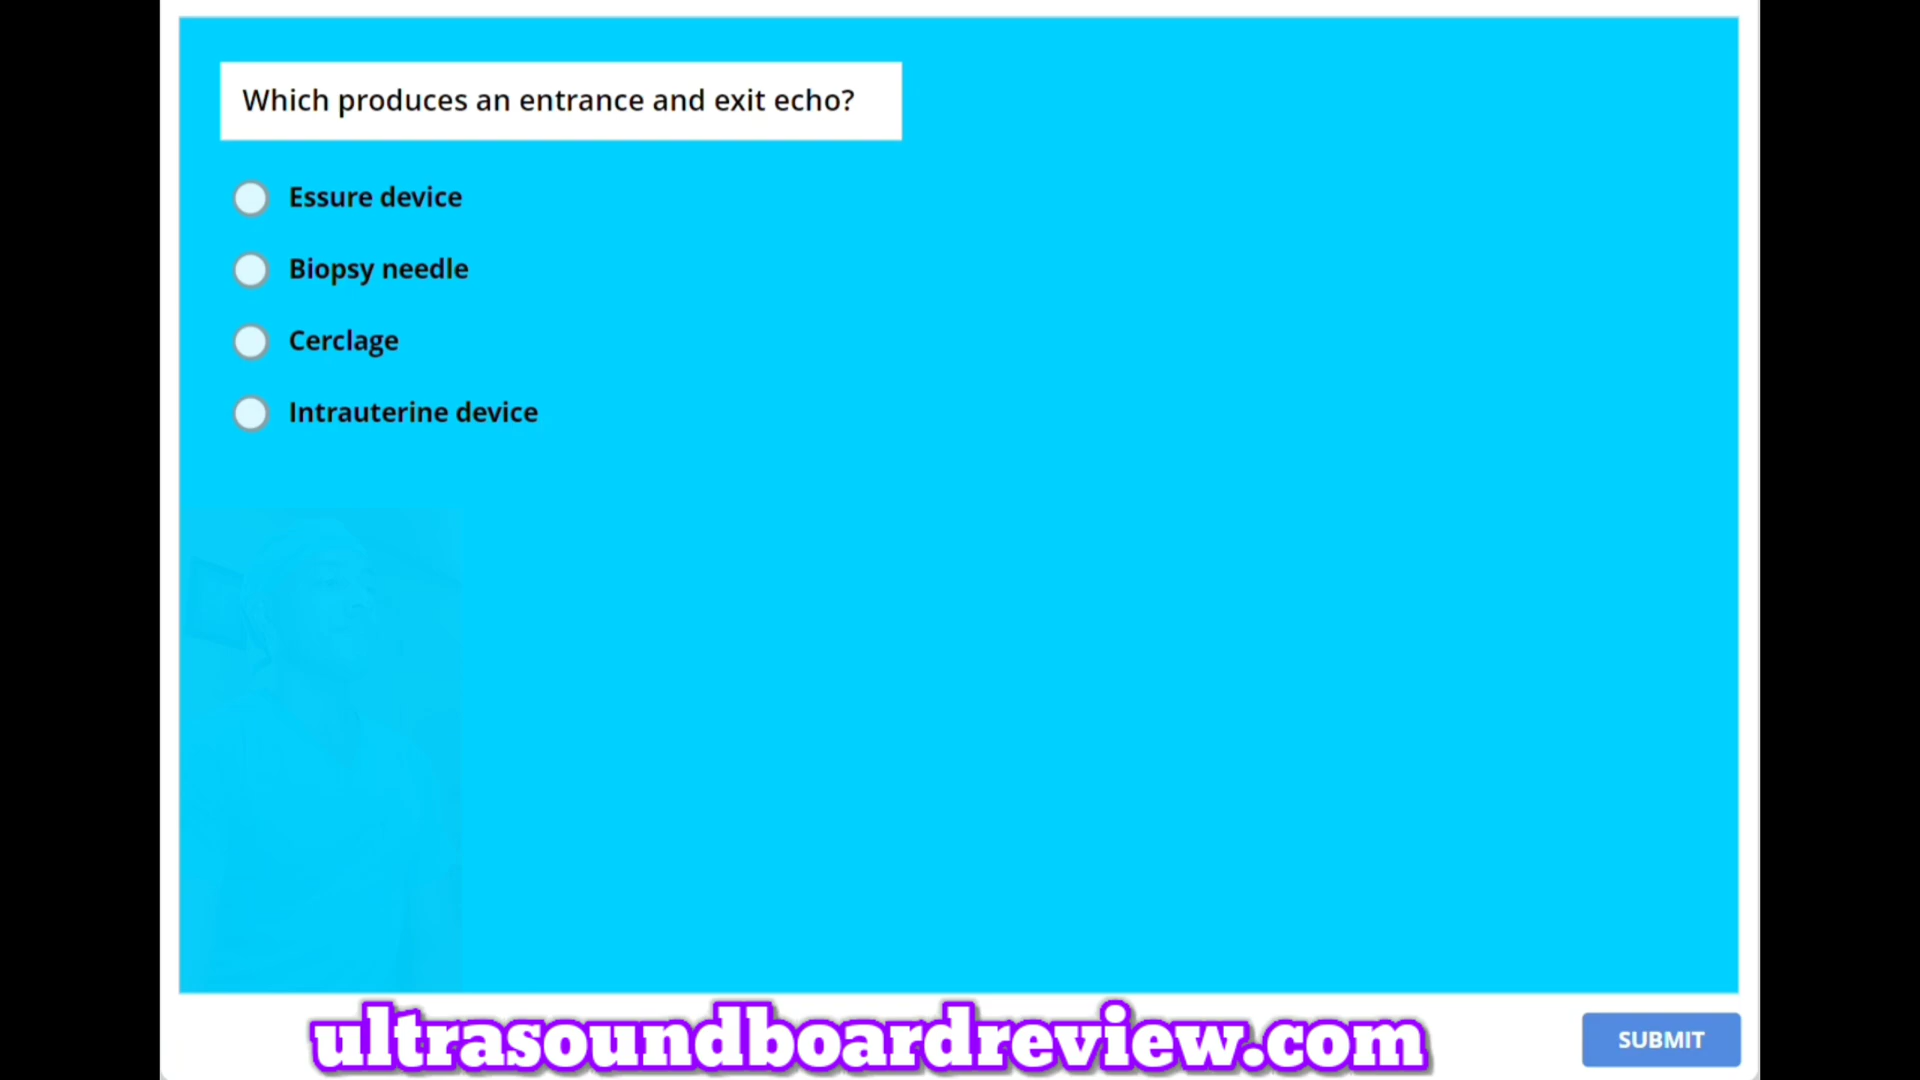 Which produces an entrance and exit echo?
Essure device
Biopsy needle
Cerclage
Intrauterine device
ultrasoundboardreview.com
SUBMIT